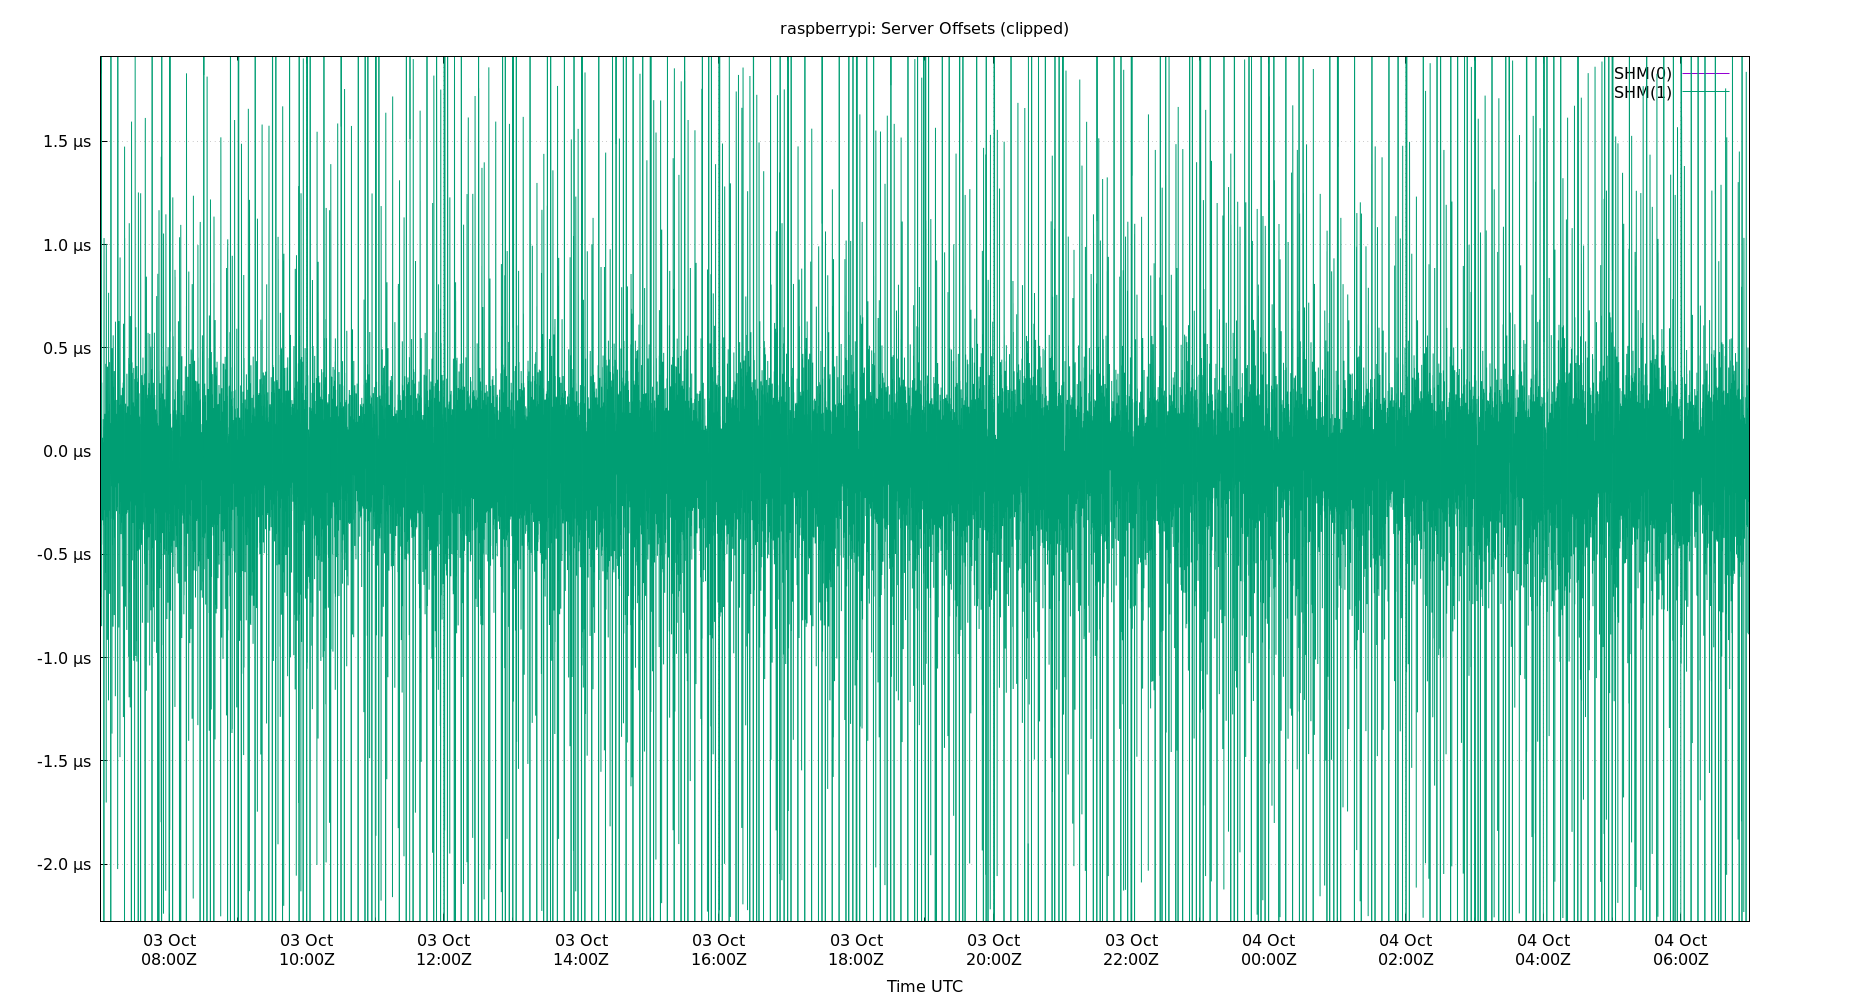 raspberrypi: Server Offsets (clipped)
SHM(0)
SHM(1)
1.5 µs
1.0 µs
0.5 µs
0.0 µs
-0.5 µs
-1.0 µs
-1.5 µs
-2.0 µs
03 Oct 03 Oct 03 Oct 03 Oct 03 Oct 03 Oct 03 Oct 03 Oct 04 Oct 04 Oct 04 Oct 04 Oct
08:00Z 10:00Z 12:00Z 14:00Z 16:00Z 18:00Z 20:00Z 22:00Z 00:00Z 02:00Z 04:00Z 06:00Z
Time UTC